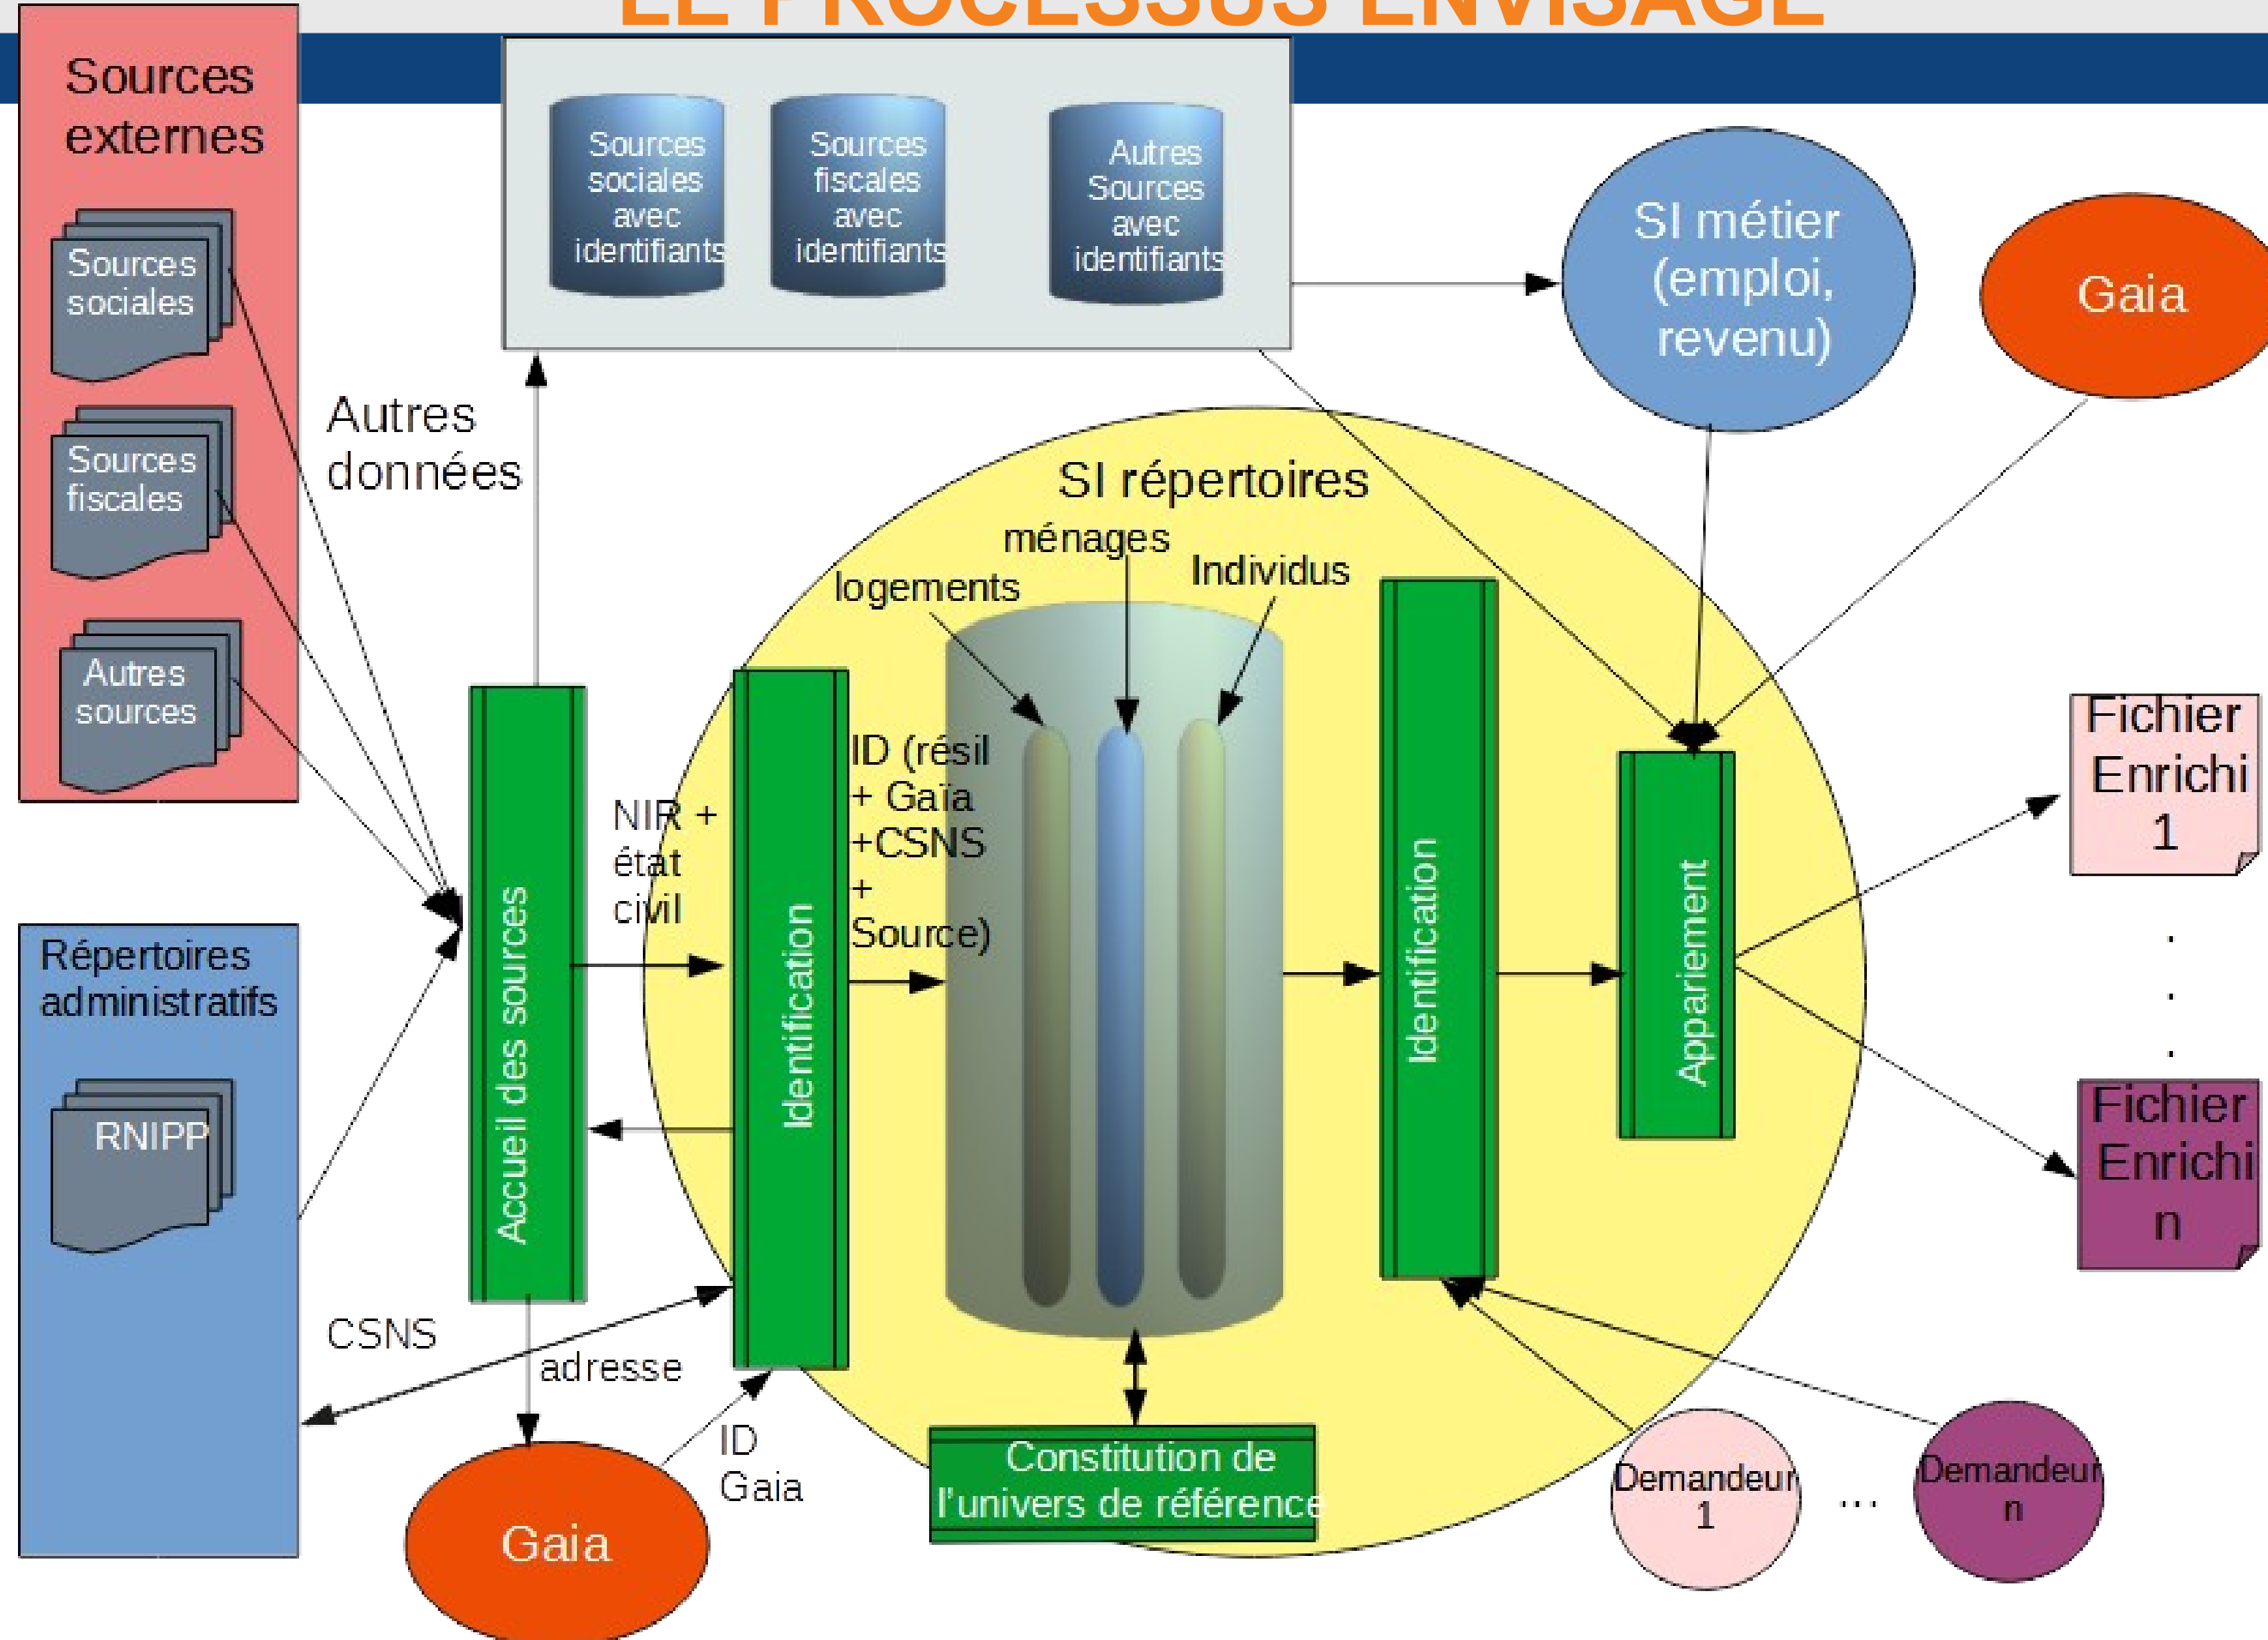 LE PROCESSUS ENVISAGÉ
Sources
externes
Sources
sociales
Sources
fiscales
Autres
sources
Répertoires
administratifs
RNIPP
Sources
sociales
avec
identifiants
Sources
fiscales
avec
identifiants
Autres
Sources
avec
identifiants
SI métier
(emploi,
revenu)
Gaia
Autres
données
SI répertoires
ménages
logements
Individus
Accueil des sources
NIR +
état
civil
Identification
ID (résil
+ Gaïa
+CSNS
+
Source)
Identification
Appariement
Fichier
Enrichi
1
.
.
.
Fichier
Enrichi
n
CSNS
adresse
ID
Gaia
Gaia
Constitution de
l'univers de référence
Demandeur
1
...
Demandeur
n